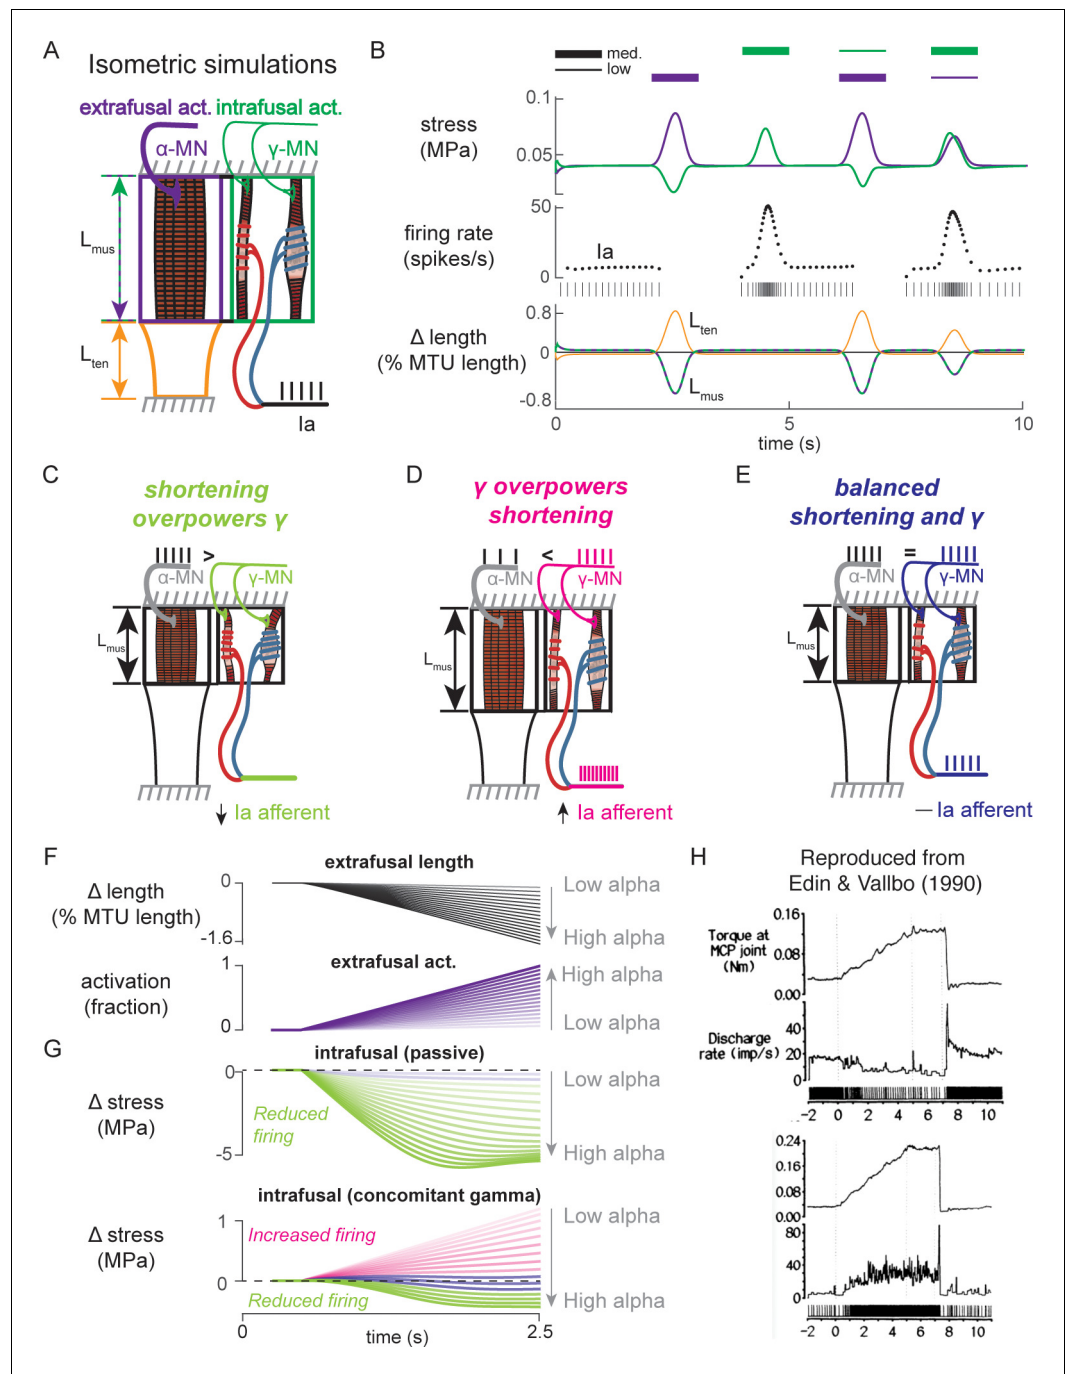 A
Isometric simulations
extrafusal act. intrafusal act.
α-MN
γ-MN
Lmus
Lten
Ia
B
med.
low
stress
(MPa)
0.1
0.05
firing rate
(spikes/s)
50
0
Ia
Δ length
(% MTU length)
0.8
0
-0.8
Lten
Lmus
0
5
10
time (s)
C
shortening
overpowers γ
>
α-MN
γ-MN
Lmus
Ia afferent
D
γ overpowers
shortening
<
α-MN
γ-MN
Lmus
Ia afferent
E
balanced
shortening and γ
=
α-MN
γ-MN
Lmus
Ia afferent
F
extrafusal length
Δ length
(% MTU length)
0
-1.6
Low alpha
High alpha
extrafusal act.
activation
(fraction)
1
0
High alpha
Low alpha
G
intrafusal (passive)
Δ stress
(MPa)
0
-5
Reduced
firing
Low alpha
High alpha
intrafusal (concomitant gamma)
Δ stress
(MPa)
1
0
Increased firing
Reduced firing
Low alpha
High alpha
0
2.5
time (s)
H
Reproduced from
Edin & Vallbo (1990)
Torque at
MCP joint
(Nm)
0.16
0.08
0.00
Discharge
rate (imp/s)
60
40
20
0
-2 0 2 4 6 8 10
0.24
0.12
0.00
80
40
0
-2 0 2 4 6 8 10